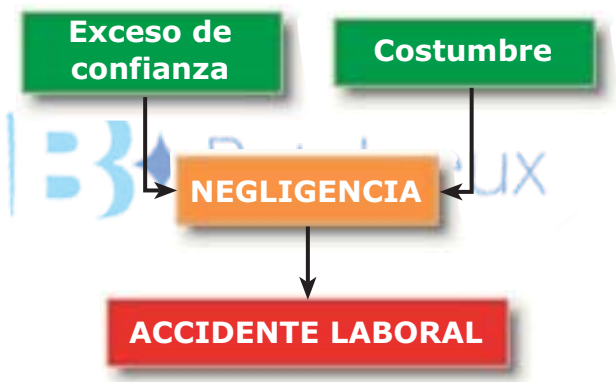 Exceso de
confianza
Costumbre
NEGLIGENCIA
ACCIDENTE LABORAL